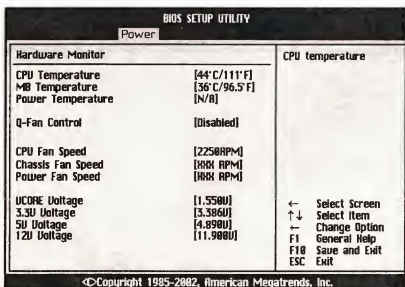 BIOS SETUP UTILITY
Power
Hardware Monitor
CPU temperature
CPU Temperature [44°C/111°F]
MB Temperature [36°C/96.5°F]
Power Temperature [N/A]
Q-Fan Control [Disabled]
CPU Fan Speed [2250RPM]
Chassis Fan Speed [XXX RPM]
Power Fan Speed [XXX RPM]
VCORE Voltage [1.550V]
3.3V Voltage [3.386V]
5V Voltage [4.890V]
12V Voltage [11.900V]
← Select Screen
↑↓ Select Item
← Change Option
F1 General Help
F10 Save and Exit
ESC Exit
<C>Copyright 1985-2002, American Megatrends, Inc.